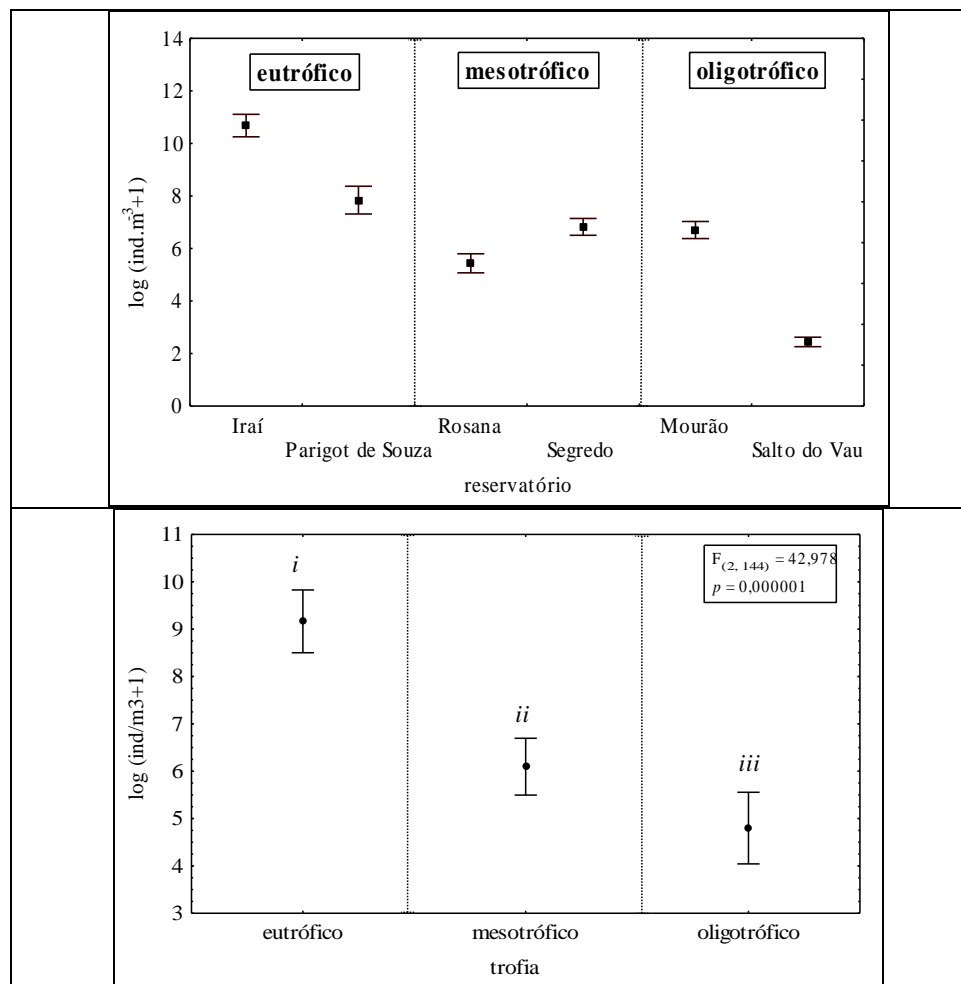 14
12
10
8
6
4
2
0
log (ind.m⁻³+1)
eutrófico
mesotrófico
oligotrófico
Iraí
Parigot de Souza
Rosana
Segredo
Mourão
Salto do Vau
reservatório
11
10
9
8
7
6
5
4
3
log (ind/m3+1)
i
ii
iii
F(2, 144) = 42,978
p = 0,000001
eutrófico
mesotrófico
oligotrófico
trofia